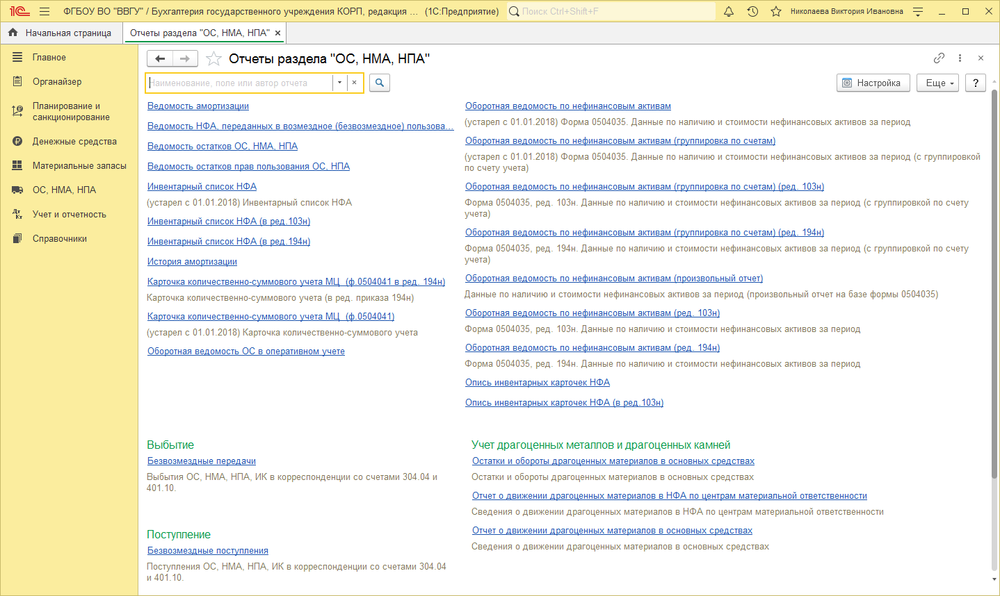 ФГБОУ ВО "ВВГУ" / Бухгалтерия государственного учреждения КОРП, редакция ... (1С:Предприятие)
Поиск Ctrl+Shift+F
Николаева Виктория Ивановна
Начальная страница
Отчеты раздела "ОС, НМА, НПА" ×
Главное
Органайзер
Планирование и
санкционирование
Денежные средства
Материальные запасы
ОС, НМА, НПА
Учет и отчетность
Справочники
Отчеты раздела "ОС, НМА, НПА"
Наименование, поле или автор отчета
Настройка
Еще
?
Ведомость амортизации
Ведомость НФА, переданных в возмездное (безвозмездное) пользова...
Ведомость остатков ОС, НМА, НПА
Ведомость остатков прав пользования ОС, НПА
Инвентарный список НФА
(устарел с 01.01.2018) Инвентарный список НФА
Инвентарный список НФА (в ред.103н)
Инвентарный список НФА (в ред.194н)
История амортизации
Карточка количественно-суммового учета МЦ  (ф.0504041 в ред. 194н)
Карточка количественно-суммового учета (в ред. приказа 194н)
Карточка количественно-суммового учета МЦ  (ф.0504041)
(устарел с 01.01.2018) Карточка количественно-суммового учета
Оборотная ведомость ОС в оперативном учете
Оборотная ведомость по нефинансовым активам
(устарел с 01.01.2018) Форма 0504035. Данные по наличию и стоимости нефинансовых активов за период
Оборотная ведомость по нефинансовым активам (группировка по счетам)
(устарел с 01.01.2018) Форма 0504035. Данные по наличию и стоимости нефинансовых активов за период (с группировкой
по счету учета)
Оборотная ведомость по нефинансовым активам (группировка по счетам) (ред. 103н)
Форма 0504035, ред. 103н. Данные по наличию и стоимости нефинансовых активов за период (с группировкой по счету
учета)
Оборотная ведомость по нефинансовым активам (группировка по счетам) (ред. 194н)
Форма 0504035, ред. 194н. Данные по наличию и стоимости нефинансовых активов за период (с группировкой по счету
учета)
Оборотная ведомость по нефинансовым активам (произвольный отчет)
Данные по наличию и стоимости нефинансовых активов за период (произвольный отчет на базе формы 0504035)
Оборотная ведомость по нефинансовым активам (ред. 103н)
Форма 0504035, ред. 103н. Данные по наличию и стоимости нефинансовых активов за период
Оборотная ведомость по нефинансовым активам (ред. 194н)
Форма 0504035, ред. 194н. Данные по наличию и стоимости нефинансовых активов за период
Опись инвентарных карточек НФА
Опись инвентарных карточек НФА (в ред.103н)
Выбытие
Безвозмездные передачи
Выбытия ОС, НМА, НПА, ИК в корреспонденции со счетами 304.04 и
401.10.
Поступление
Безвозмездные поступления
Поступления ОС, НМА, НПА, ИК в корреспонденции со счетами 304.04
и 401.10.
Учет драгоценных металлов и драгоценных камней
Остатки и обороты драгоценных материалов в основных средствах
Остатки и обороты драгоценных материалов в основных средствах
Отчет о движении драгоценных материалов в НФА по центрам материальной ответственности
Сведения о движении драгоценных материалов в НФА по центрам материальной ответственности
Отчет о движении драгоценных материалов в основных средствах
Сведения о движении драгоценных материалов в основных средствах